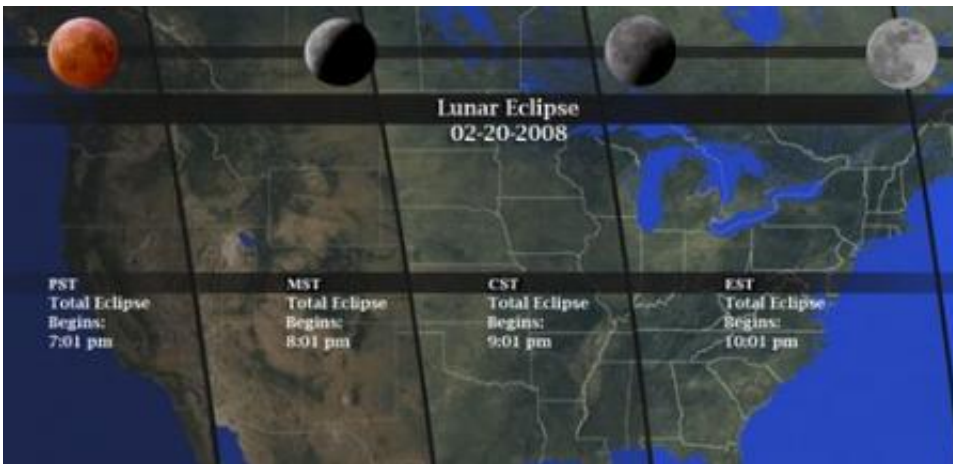 Lunar Eclipse
02-20-2008
PST
Total Eclipse
Begins:
7:01 pm
MST
Total Eclipse
Begins:
8:01 pm
CST
Total Eclipse
Begins:
9:01 pm
EST
Total Eclipse
Begins:
10:01 pm